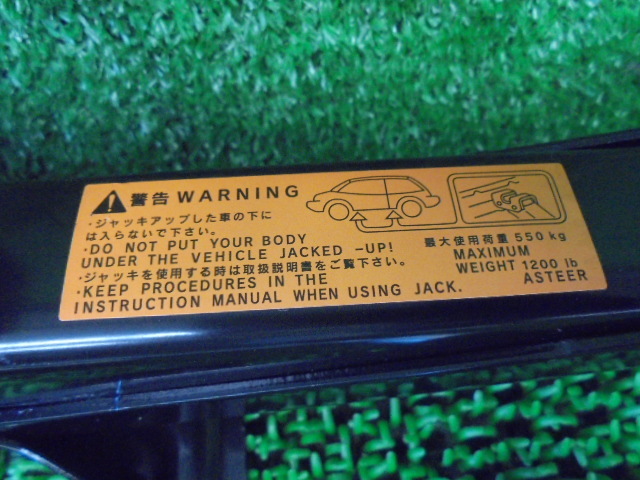 警告 WARNING
・ジャッキアップした車の下に
は入らないで下さい。
・DO NOT PUT YOUR BODY
UNDER THE VEHICLE JACKED -UP!
・ジャッキを使用する時は取扱説明書をご覧下さい。
・KEEP PROCEDURES IN THE
INSTRUCTION MANUAL WHEN USING JACK.
最大使用荷重 550kg
MAXIMUM
WEIGHT 1200 lb
ASTEER